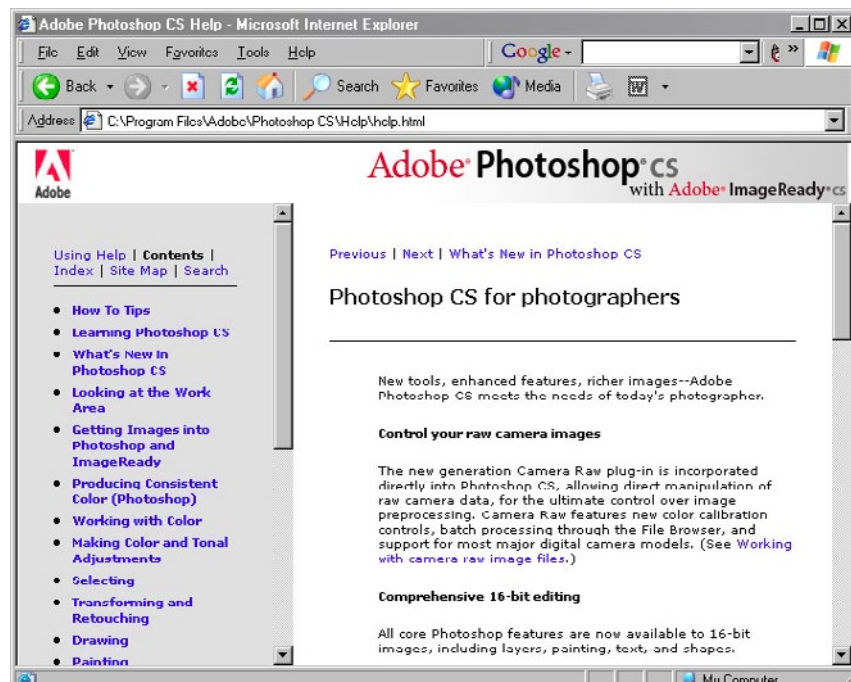 Adobe Photoshop CS Help - Microsoft Internet Explorer
File Edit View Favorites Tools Help
Google -
»
Back
Search Favorites Media
Address C:\Program Files\Adobe\Photoshop CS\Help\help.html
Adobe
Adobe® Photoshop® CS
with Adobe® ImageReady® CS
Using Help | Contents |
Index | Site Map | Search
• How To Tips
• Learning Photoshop CS
• What's New in
Photoshop CS
• Looking at the Work
Area
• Getting Images into
Photoshop and
ImageReady
• Producing Consistent
Color (Photoshop)
• Working with Color
• Making Color and Tonal
Adjustments
• Selecting
• Transforming and
Retouching
• Drawing
• Painting
Previous | Next | What's New in Photoshop CS
Photoshop CS for photographers
New tools, enhanced features, richer images--Adobe
Photoshop CS meets the needs of today's photographer.
Control your raw camera images
The new generation Camera Raw plug-in is incorporated
directly into Photoshop CS, allowing direct manipulation of
raw camera data, for the ultimate control over image
preprocessing. Camera Raw features new color calibration
controls, batch processing through the File Browser, and
support for most major digital camera models. (See Working
with camera raw image files.)
Comprehensive 16-bit editing
All core Photoshop features are now available to 16-bit
images, including layers, painting, text, and shapes.
My Computer